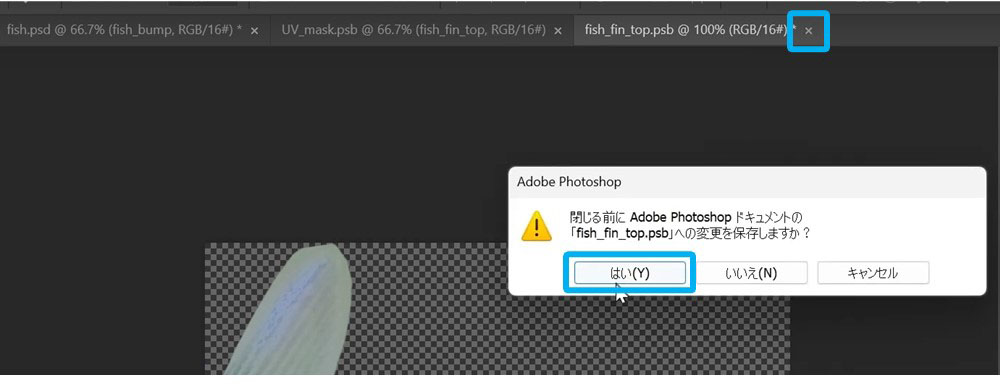 fish.psd @ 66.7% (fish_bump, RGB/16#) * ×
UV_mask.psb @ 66.7% (fish_fin_top, RGB/16#) ×
fish_fin_top.psb @ 100% (RGB/16#) * ×
Adobe Photoshop
閉じる前に Adobe Photoshop ドキュメントの
「fish_fin_top.psb」への変更を保存しますか？
はい(Y)
いいえ(N)
キャンセル